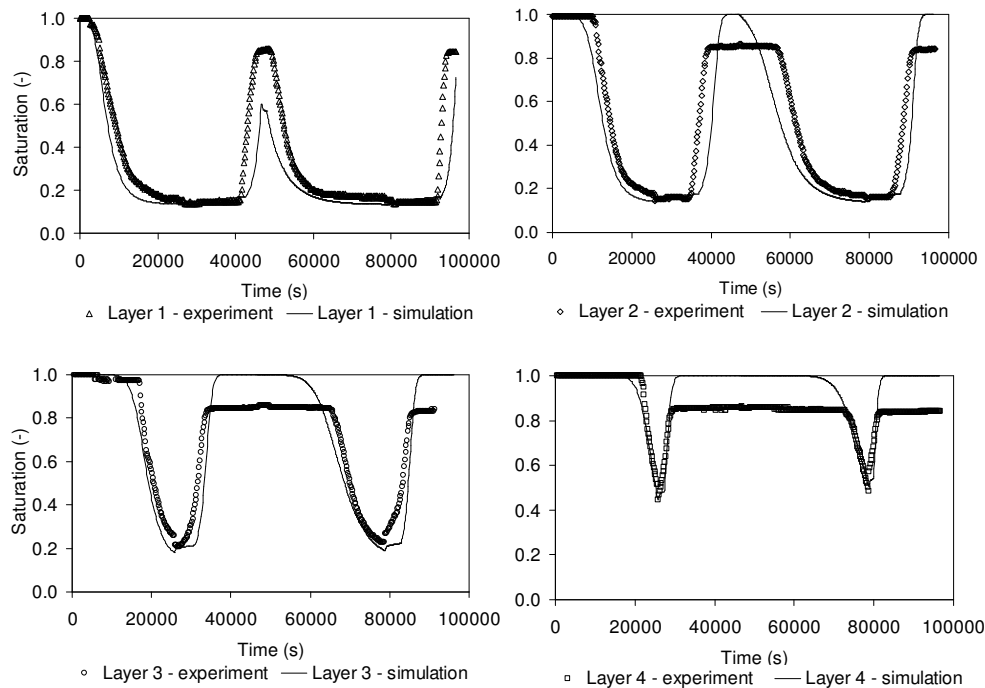 1.0
0.8
0.6
0.4
0.2
0.0
Saturation (-)
0 20000 40000 60000 80000 100000
Time (s)
Layer 1 - experiment Layer 1 - simulation
1.0
0.8
0.6
0.4
0.2
0.0
0 20000 40000 60000 80000 100000
Time (s)
Layer 2 - experiment Layer 2 - simulation
1.0
0.8
0.6
0.4
0.2
0.0
Saturation (-)
0 20000 40000 60000 80000 100000
Time (s)
Layer 3 - experiment Layer 3 - simulation
1.0
0.8
0.6
0.4
0.2
0.0
0 20000 40000 60000 80000 100000
Time (s)
Layer 4 - experiment Layer 4 - simulation